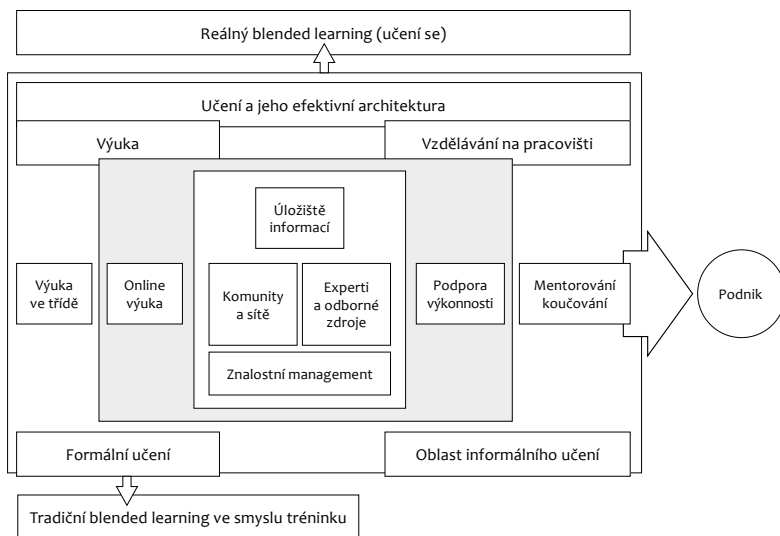 Reálný blended learning (učení se)
Učení a jeho efektivní architektura
Výuka
Vzdělávání na pracovišti
Úložiště
informací
Výuka
ve třídě
Online
výuka
Komunity
a sítě
Experti
a odborné
zdroje
Podpora
výkonnosti
Mentorování
koučování
Podnik
Znalostní management
Formální učení
Oblast informálního učení
Tradiční blended learning ve smyslu tréninku